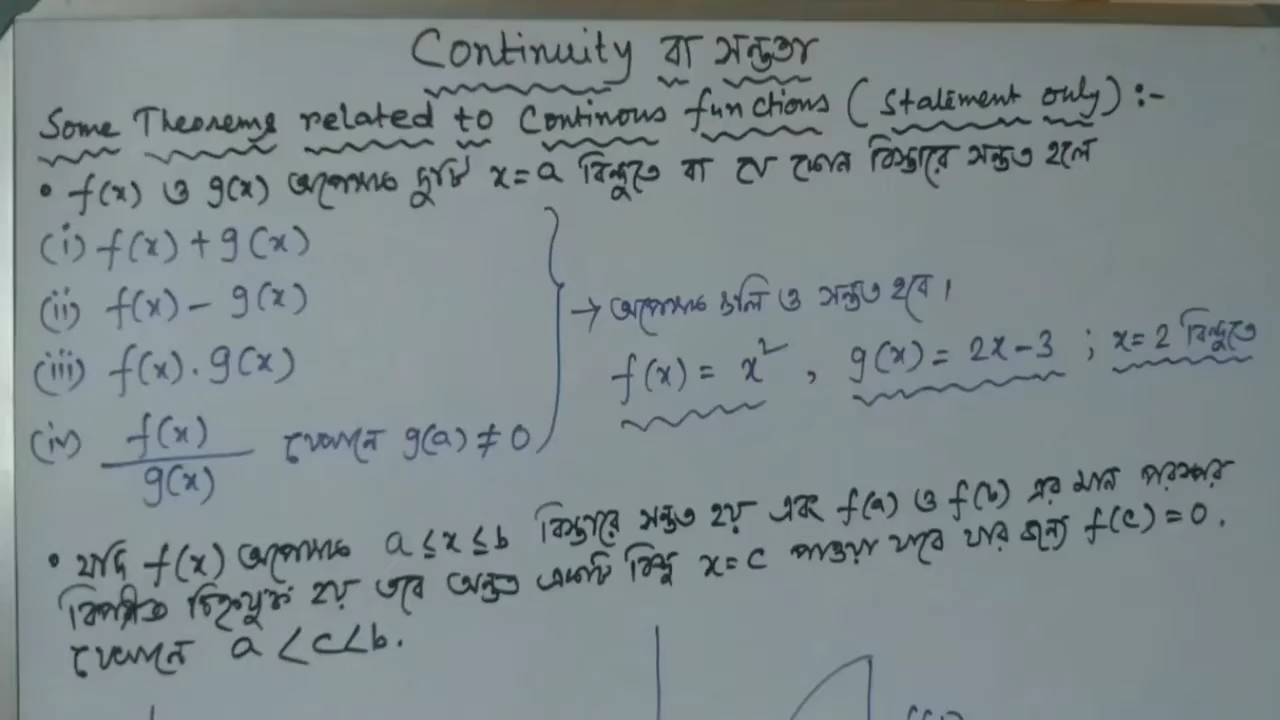 Continuity বা সন্ততা
Some Theorems related to Continous functions (Statement only) :-
• f(x) ও g(x) অপেক্ষক দুটি x = a বিন্দুতে বা যে কোন বিস্তারে সন্তত হলে
(i) f(x) + g(x)
(ii) f(x) - g(x)
(iii) f(x) . g(x)
(iv) f(x) / g(x) যেখানে g(a) ≠ 0
→ অপেক্ষক গুলি ও সন্তত হবে।
f(x) = x² , g(x) = 2x - 3 ; x = 2 বিন্দুতে
• যদি f(x) অপেক্ষক a ≤ x ≤ b বিস্তারে সন্তত হয় এবং f(a) ও f(b) এর মান পরস্পর
বিপরীত চিহ্নযুক্ত হয় তবে অন্তত একটি বিন্দু x = c পাওয়া যাবে যার জন্যে f(c) = 0.
যেখানে a < c < b.